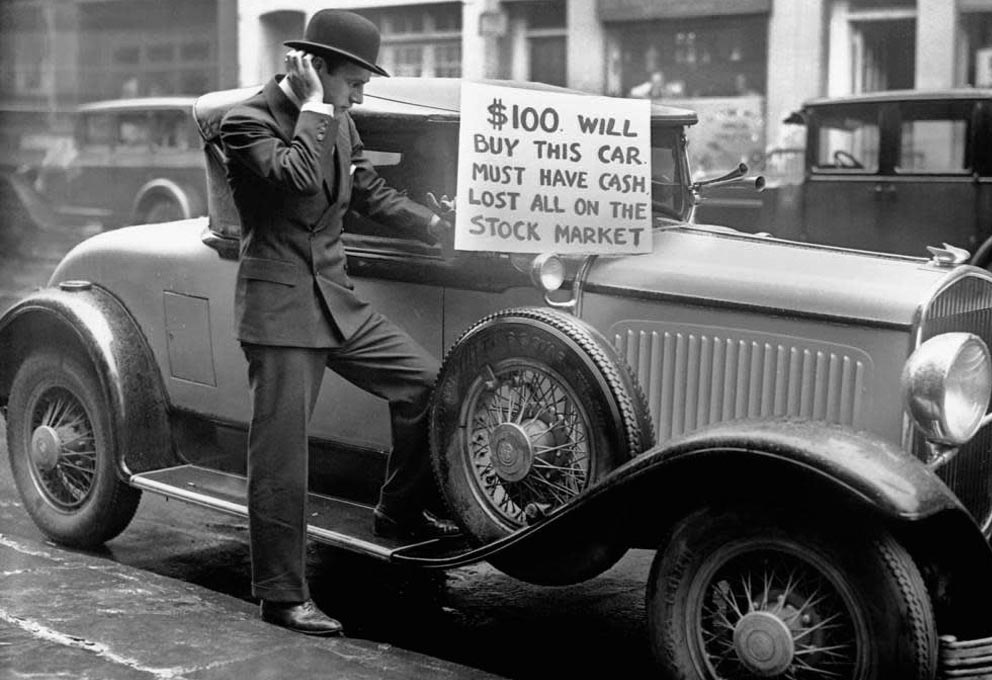 $100. WILL
BUY THIS CAR.
MUST HAVE CASH.
LOST ALL ON THE
STOCK MARKET